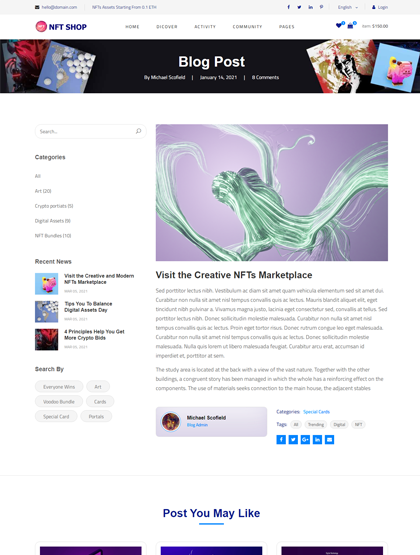 hello@domain.com
NFTs Assets Starting From 0.1 ETH
English
Login
NFT SHOP
HOME
DICOVER
ACTIVITY
COMMUNITY
PAGES
Item: $150.00
Blog Post
By Michael Scofield | January 14, 2021 | 8 Comments
Search...
Categories
All
Art (20)
Crypto portiats (5)
Digital Assets (9)
NFT Bundles (10)
Recent News
Visit the Creative and Modern
NFTs Marketplace
MAR 05, 2021
Tips You To Balance
Digital Assets Day
MAR 05, 2021
4 Principles Help You Get
More Crypto Bids
MAR 05, 2021
Search By
Everyone Wins
Art
Voodoo Bundle
Cards
Special Card
Portals
Visit the Creative NFTs Marketplace
Sed porttitor lectus nibh. Vestibulum ac diam sit amet quam vehicula elementum sed sit amet dui.
Curabitur non nulla sit amet nisl tempus convallis quis ac lectus. Mauris blandit aliquet elit, eget
tincidunt nibh pulvinar a. Vivamus magna justo, lacinia eget consectetur sed, convallis at tellus. Sed
porttitor lectus nibh. Donec sollicitudin molestie malesuada. Curabitur non nulla sit amet nisl
tempus convallis quis ac lectus. Proin eget tortor risus. Donec rutrum congue leo eget malesuada.
Curabitur non nulla sit amet nisl tempus convallis quis ac lectus. Donec sollicitudin molestie
malesuada. Nulla quis lorem ut libero malesuada feugiat. Curabitur arcu erat, accumsan id
imperdiet et, porttitor at sem.
The study area is located at the back with a view of the vast nature. Together with the other
buildings, a congruent story has been managed in which the whole has a reinforcing effect on the
components. The use of materials seeks connection to the main house, the adjacent stables
Michael Scofield
Blog Admin
Categories: Special Cards
Tags: All Trending Digital NFT
Post You May Like